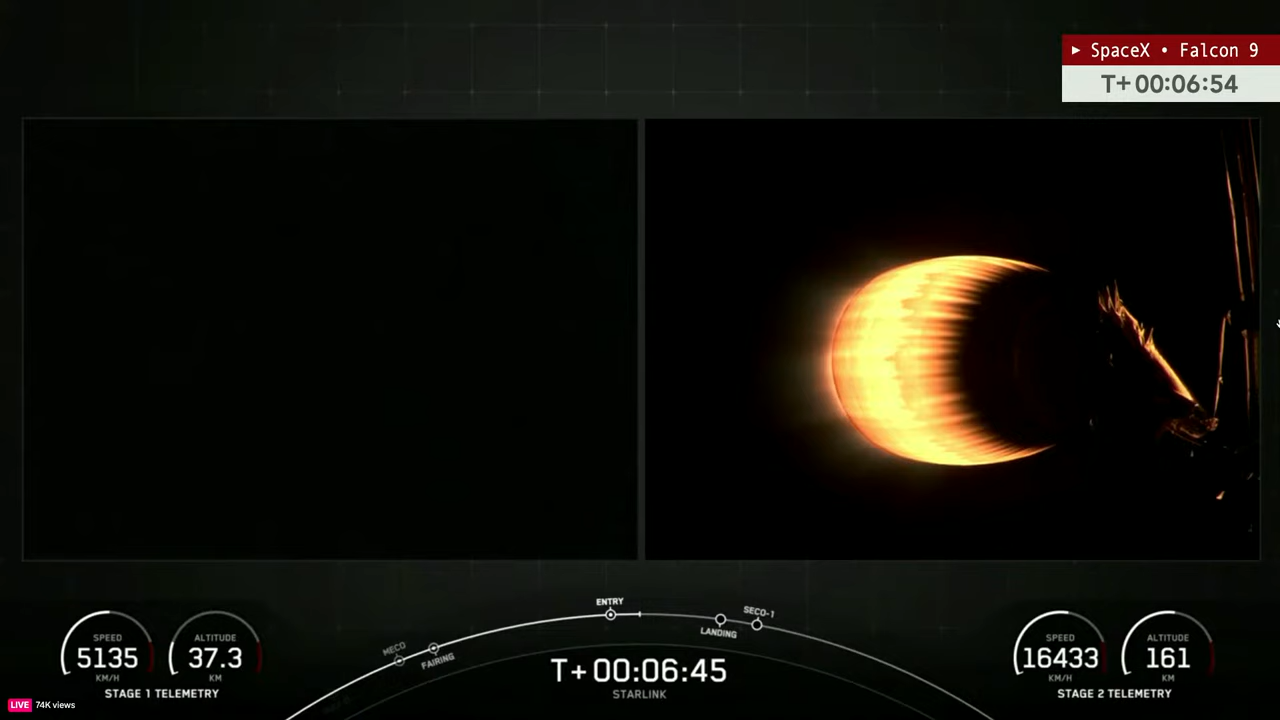 ▶ SpaceX • Falcon 9
T+ 00:06:54
SPEED
5135
KM/H
ALTITUDE
37.3
KM
STAGE 1 TELEMETRY
MECO
FAIRING
ENTRY
LANDING
SECO-1
T+ 00:06:45
STARLINK
SPEED
16433
KM/H
ALTITUDE
161
KM
STAGE 2 TELEMETRY
LIVE 74K views